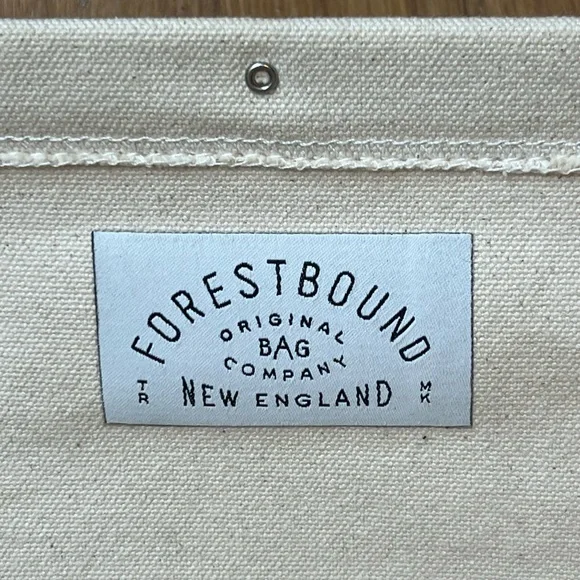 FORESTBOUND
ORIGINAL
BAG
COMPANY
TR NEW ENGLAND MK